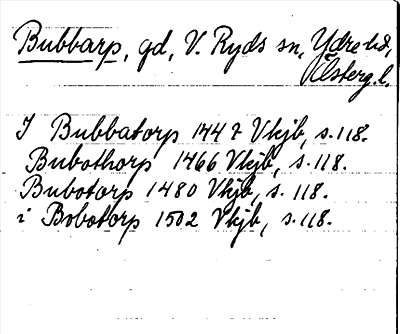 Bubbarp, gd, V. Ryds sn, Ydre hd,
Östergl.
I Bubbatorp 1447 Vkjb, s. 118.
Bubothorp 1466 Vkjb, s. 118.
Bubotorp 1480 Vkjb, s. 118.
i Bobotorp 1502 Vkjb, s. 118.